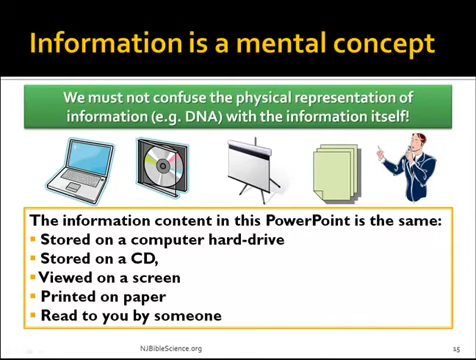 Information is a mental concept
We must not confuse the physical representation of
information (e.g. DNA) with the information itself!
The information content in this PowerPoint is the same:
Stored on a computer hard-drive
Stored on a CD,
Viewed on a screen
Printed on paper
Read to you by someone
NJBibleScience.org
15